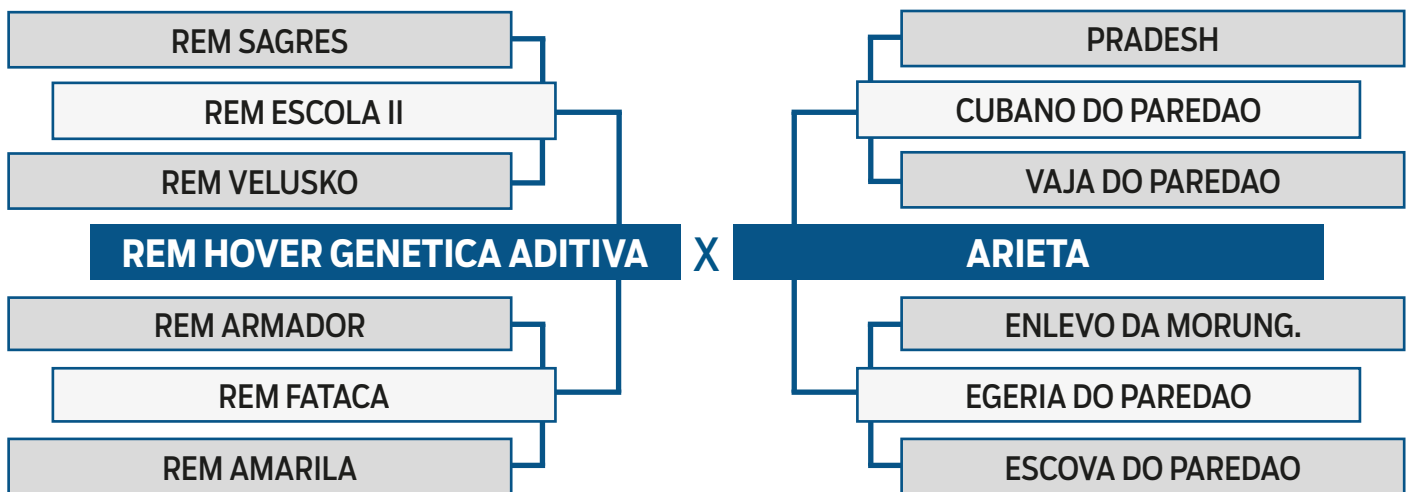 REM SAGRES
REM ESCOLA II
REM VELUSKO
REM HOVER GENETICA ADITIVA
REM ARMADOR
REM FATACA
REM AMARILA
X
PRADESH
CUBANO DO PAREDAO
VAJA DO PAREDAO
ARIETA
ENLEVO DA MORUNG.
EGERIA DO PAREDAO
ESCOVA DO PAREDAO